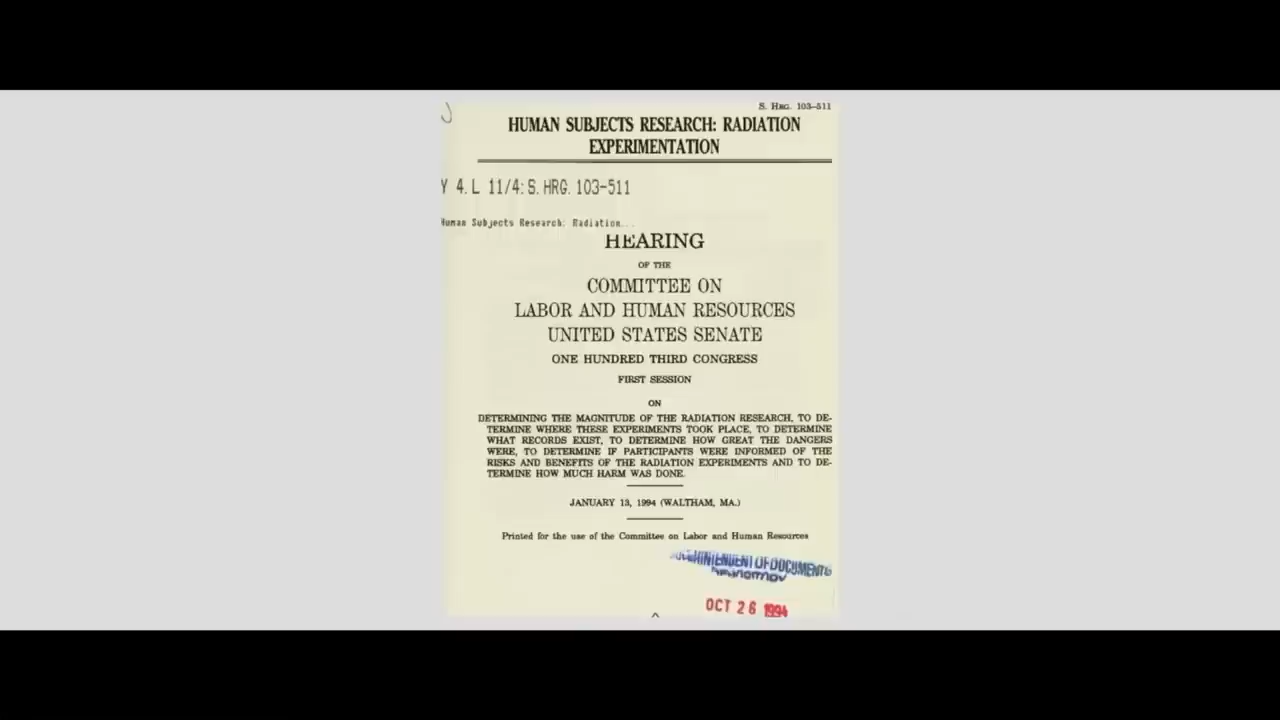 S. HRG. 103–511
HUMAN SUBJECTS RESEARCH: RADIATION
EXPERIMENTATION
Y 4. L 11/4: S. HRG. 103-511
Human Subjects Research: Radiation...
HEARING
OF THE
COMMITTEE ON
LABOR AND HUMAN RESOURCES
UNITED STATES SENATE
ONE HUNDRED THIRD CONGRESS
FIRST SESSION
ON
DETERMINING THE MAGNITUDE OF THE RADIATION RESEARCH, TO DE-
TERMINE WHERE THESE EXPERIMENTS TOOK PLACE, TO DETERMINE
WHAT RECORDS EXIST, TO DETERMINE HOW GREAT THE DANGERS
WERE, TO DETERMINE IF PARTICIPANTS WERE INFORMED OF THE
RISKS AND BENEFITS OF THE RADIATION EXPERIMENTS AND TO DE-
TERMINE HOW MUCH HARM WAS DONE.
JANUARY 13, 1994 (WALTHAM, MA.)
Printed for the use of the Committee on Labor and Human Resources
OF DOCUMENTS
OCT 26 1994